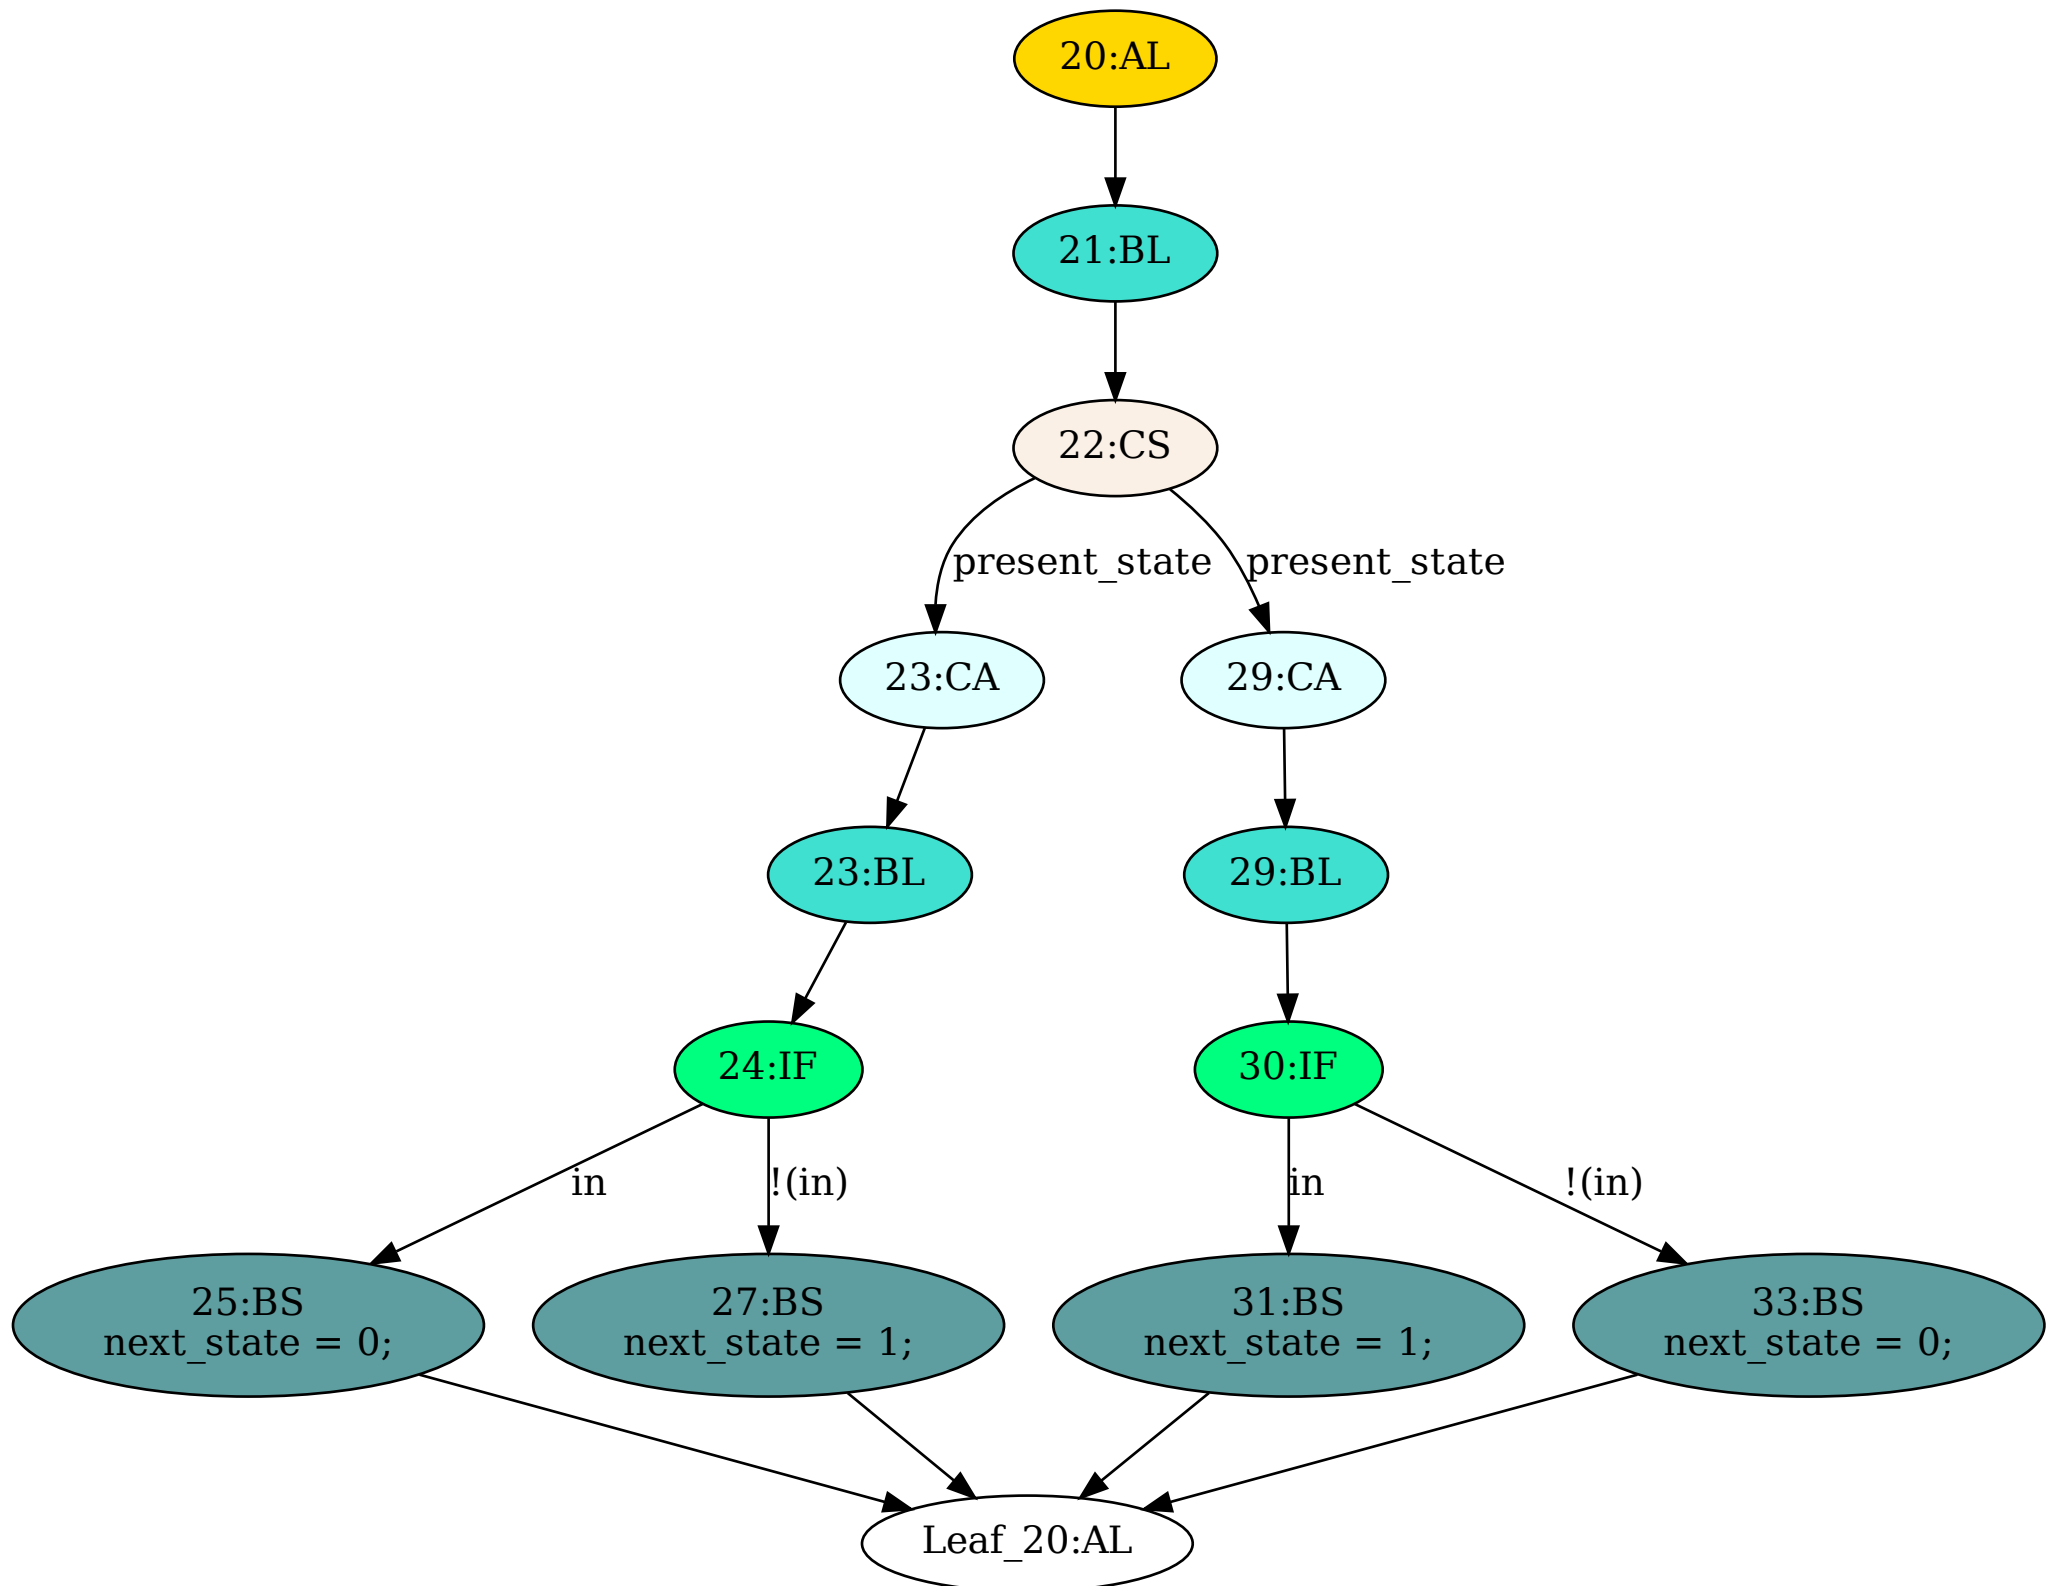 20:AL
21:BL
22:CS
present_state
present_state
23:CA
29:CA
23:BL
29:BL
24:IF
30:IF
in
!(in)
in
!(in)
25:BS
next_state = 0;
27:BS
next_state = 1;
31:BS
next_state = 1;
33:BS
next_state = 0;
Leaf_20:AL